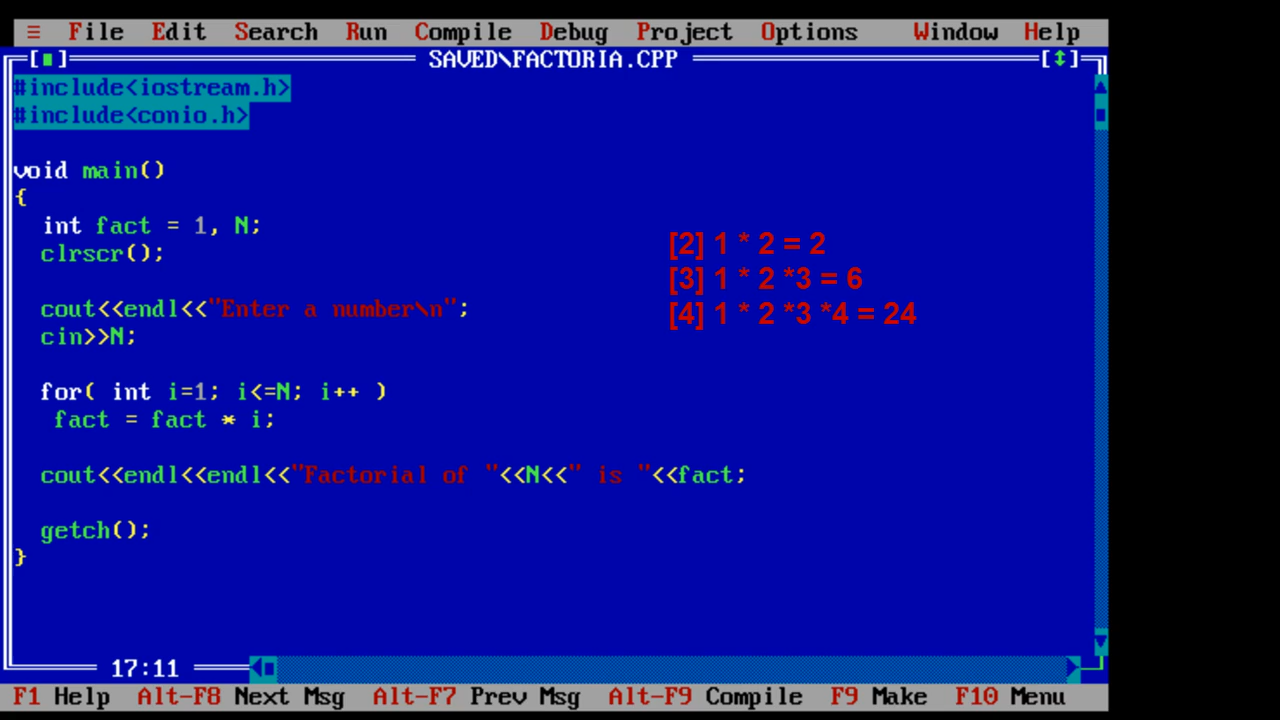 ≡ File Edit Search Run Compile Debug Project Options Window Help
[■] SAVED\FACTORIA.CPP [↕]
#include<iostream.h>
#include<conio.h>
void main()
{
int fact = 1, N;
clrscr();
cout<<endl<<"Enter a number\n";
cin>>N;
for( int i=1; i<=N; i++ )
fact = fact * i;
cout<<endl<<endl<<"Factorial of "<<N<<" is "<<fact;
getch();
}
[2] 1 * 2 = 2
[3] 1 * 2 *3 = 6
[4] 1 * 2 *3 *4 = 24
17:11
F1 Help Alt-F8 Next Msg Alt-F7 Prev Msg Alt-F9 Compile F9 Make F10 Menu